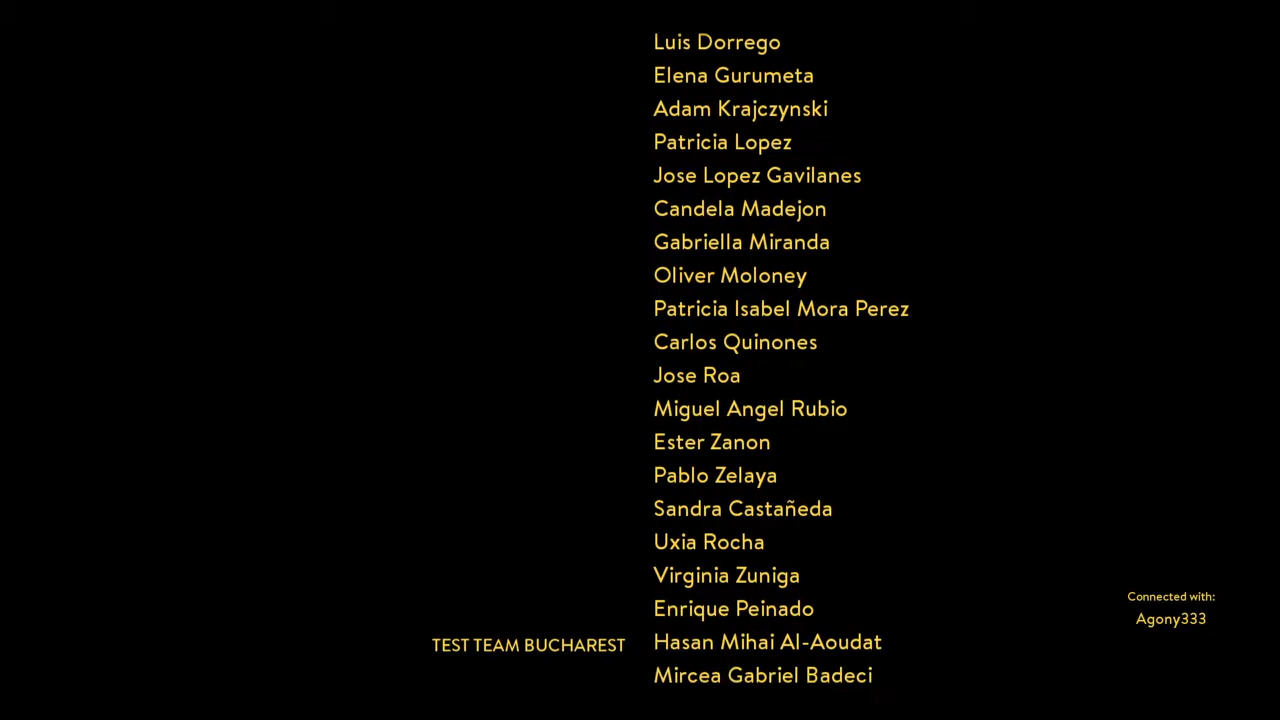 Luis Dorrego
Elena Gurumeta
Adam Krajczynski
Patricia Lopez
Jose Lopez Gavilanes
Candela Madejon
Gabriella Miranda
Oliver Moloney
Patricia Isabel Mora Perez
Carlos Quinones
Jose Roa
Miguel Angel Rubio
Ester Zanon
Pablo Zelaya
Sandra Castañeda
Uxia Rocha
Virginia Zuniga
Enrique Peinado
TEST TEAM BUCHAREST Hasan Mihai Al-Aoudat
Mircea Gabriel Badeci
Connected with:
Agony333